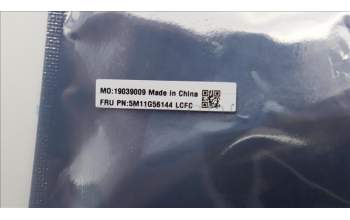 MO:19039009 Made in China
FRU PN:5M11G56144 LCFC